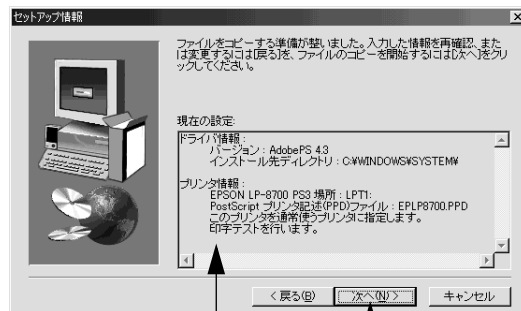 セットアップ情報
ファイルをコピーする準備が整いました。入力した情報を再確認、また
は変更するには[戻る]を、ファイルのコピーを開始するには[次へ]をクリ
ックしてください。
現在の設定:
ドライバ情報 :
バージョン : AdobePS 4.3
インストール先ディレクトリ : C:¥WINDOWS¥SYSTEM¥
プリンタ情報 :
EPSON LP-8700 PS3 場所 : LPT1:
PostScript プリンタ記述(PPD)ファイル : EPLP8700.PPD
このプリンタを通常使うプリンタに指定します。
印字テストを行います。
< 戻る(B) 次へ(N) > キャンセル